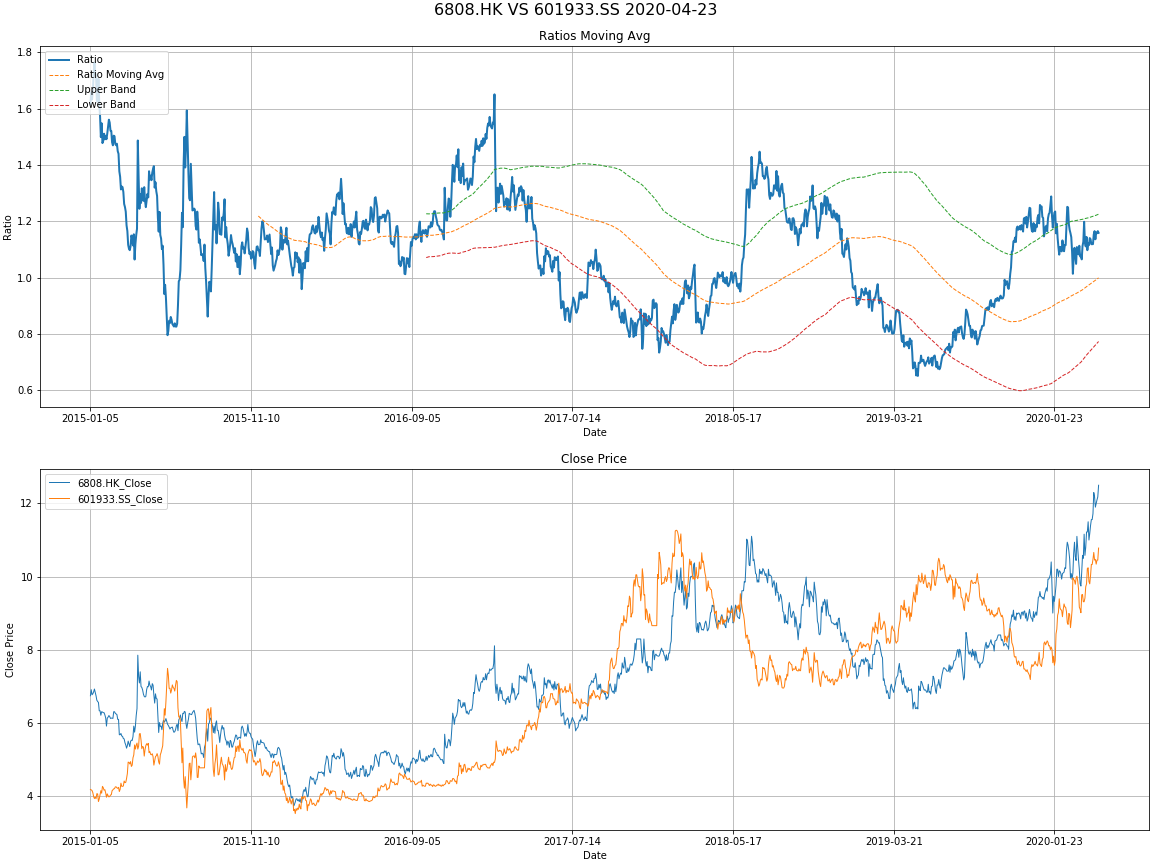 6808.HK VS 601933.SS 2020-04-23
Ratios Moving Avg
Ratio
Ratio Moving Avg
Upper Band
Lower Band
1.8
1.6
1.4
1.2
1.0
0.8
0.6
Ratio
2015-01-05 2015-11-10 2016-09-05 2017-07-14 2018-05-17 2019-03-21 2020-01-23
Date
Close Price
6808.HK_Close
601933.SS_Close
12
10
8
6
4
Close Price
2015-01-05 2015-11-10 2016-09-05 2017-07-14 2018-05-17 2019-03-21 2020-01-23
Date